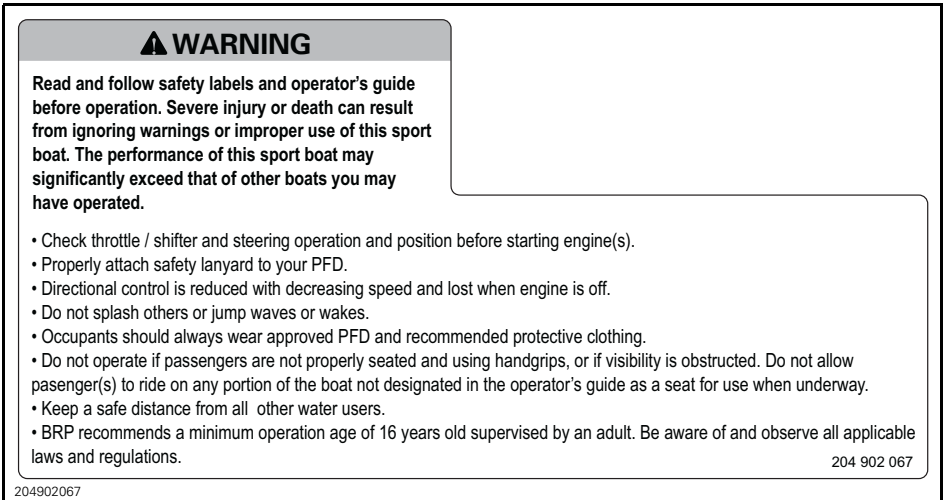 WARNING
Read and follow safety labels and operator’s guide
before operation. Severe injury or death can result
from ignoring warnings or improper use of this sport
boat. The performance of this sport boat may
significantly exceed that of other boats you may
have operated.
• Check throttle / shifter and steering operation and position before starting engine(s).
• Properly attach safety lanyard to your PFD.
• Directional control is reduced with decreasing speed and lost when engine is off.
• Do not splash others or jump waves or wakes.
• Occupants should always wear approved PFD and recommended protective clothing.
• Do not operate if passengers are not properly seated and using handgrips, or if visibility is obstructed. Do not allow
pasenger(s) to ride on any portion of the boat not designated in the operator’s guide as a seat for use when underway.
• Keep a safe distance from all  other water users.
• BRP recommends a minimum operation age of 16 years old supervised by an adult. Be aware of and observe all applicable
laws and regulations.
204 902 067
204902067